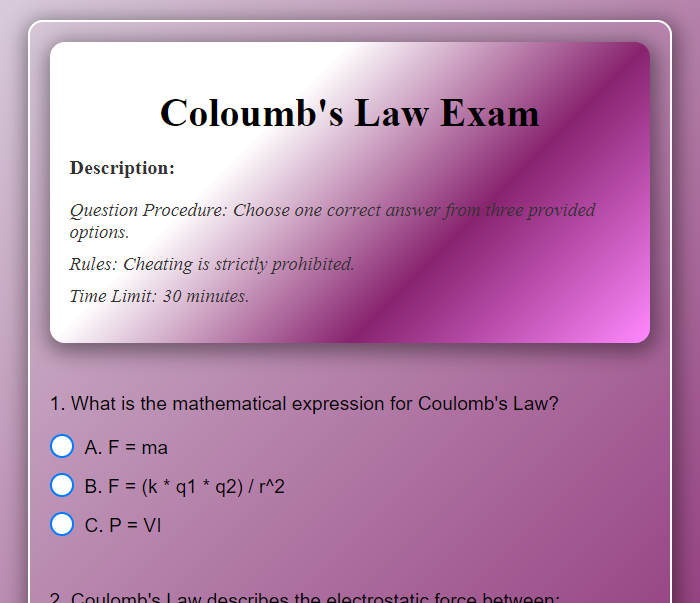 Coloumb's Law Exam
Description:
Question Procedure: Choose one correct answer from three provided
options.
Rules: Cheating is strictly prohibited.
Time Limit: 30 minutes.
1. What is the mathematical expression for Coulomb's Law?
A. F = ma
B. F = (k * q1 * q2) / r^2
C. P = VI
2. Coulomb's Law describes the electrostatic force between: